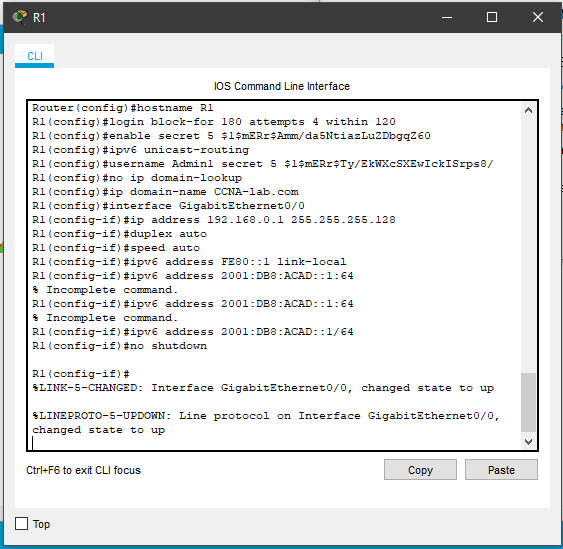 R1
CLI
IOS Command Line Interface
Router(config)#hostname R1
R1(config)#login block-for 180 attempts 4 within 120
R1(config)#enable secret 5 $1$mERr$Amm/da5NtiazLuZDbgqZ60
R1(config)#ipv6 unicast-routing
R1(config)#username Admin1 secret 5 $1$mERr$Ty/EkWXcSXEwIckISrps8/
R1(config)#no ip domain-lookup
R1(config)#ip domain-name CCNA-lab.com
R1(config)#interface GigabitEthernet0/0
R1(config-if)#ip address 192.168.0.1 255.255.255.128
R1(config-if)#duplex auto
R1(config-if)#speed auto
R1(config-if)#ipv6 address FE80::1 link-local
R1(config-if)#ipv6 address 2001:DB8:ACAD::1:64
% Incomplete command.
R1(config-if)#ipv6 address 2001:DB8:ACAD::1:64
% Incomplete command.
R1(config-if)#ipv6 address 2001:DB8:ACAD::1/64
R1(config-if)#no shutdown
R1(config-if)#
%LINK-5-CHANGED: Interface GigabitEthernet0/0, changed state to up
%LINEPROTO-5-UPDOWN: Line protocol on Interface GigabitEthernet0/0,
changed state to up
Ctrl+F6 to exit CLI focus
Copy
Paste
Top